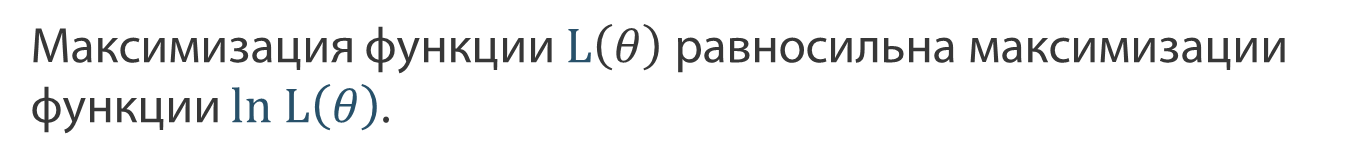 Максимизация функции L(θ) равносильна максимизации
функции ln L(θ).